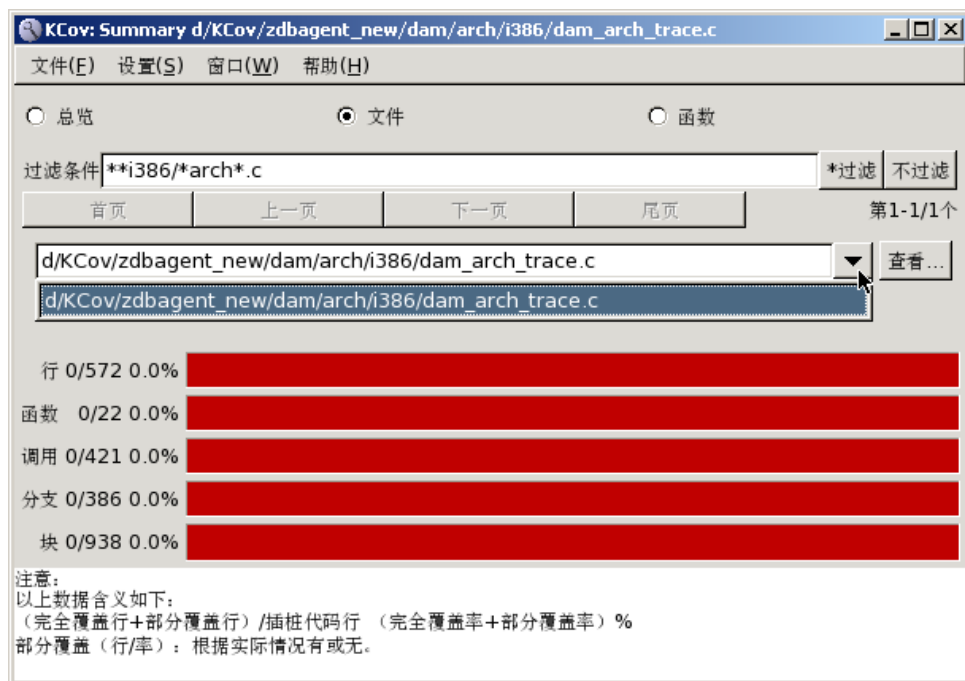 KCov: Summary d/KCov/zdbagent_new/dam/arch/i386/dam_arch_trace.c
文件(F) 设置(S) 窗口(W) 帮助(H)
总览 文件 函数
过滤条件 **i386/*arch*.c *过滤 不过滤
首页 上一页 下一页 尾页 第1-1/1个
d/KCov/zdbagent_new/dam/arch/i386/dam_arch_trace.c 查看...
d/KCov/zdbagent_new/dam/arch/i386/dam_arch_trace.c
行 0/572 0.0%
函数 0/22 0.0%
调用 0/421 0.0%
分支 0/386 0.0%
块 0/938 0.0%
注意：
以上数据含义如下：
（完全覆盖行+部分覆盖行）/插桩代码行 （完全覆盖率+部分覆盖率）%
部分覆盖（行/率）：根据实际情况有或无。